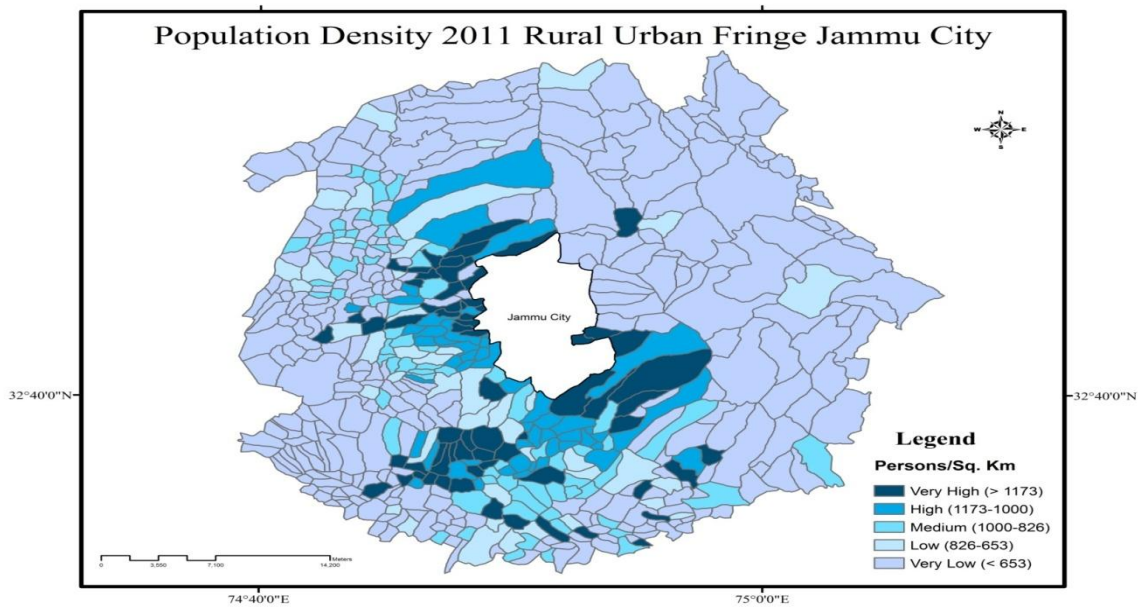 Population Density 2011 Rural Urban Fringe Jammu City
N
W E
S
Jammu City
32°40'0"N
32°40'0"N
Legend
Persons/Sq. Km
Very High (> 1173)
High (1173-1000)
Medium (1000-826)
Low (826-653)
Very Low (< 653)
Meters
0 3,550 7,100 14,200
74°40'0"E
75°0'0"E